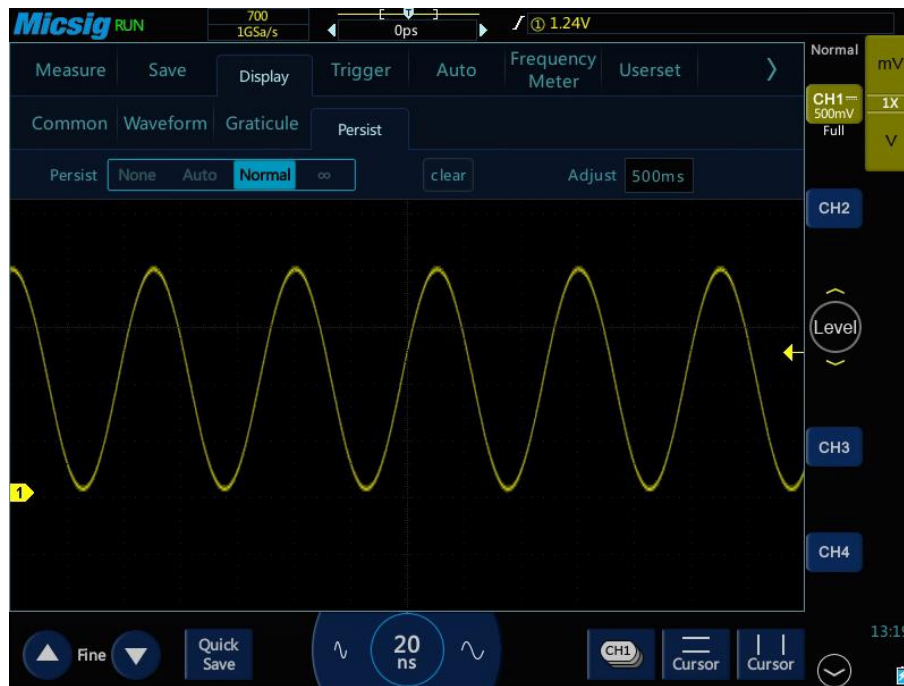 Micsig RUN
700
1GSa/s
T
0ps
① 1.24V
Measure Save Display Trigger Auto Frequency Meter Userset
Common Waveform Graticule Persist
Persist None Auto Normal ∞ clear Adjust 500ms
Normal
CH1
500mV
Full
mV
1X
V
CH2
Level
1
CH3
CH4
Fine
Quick
Save
20
ns
CH1
Cursor
Cursor
13:19